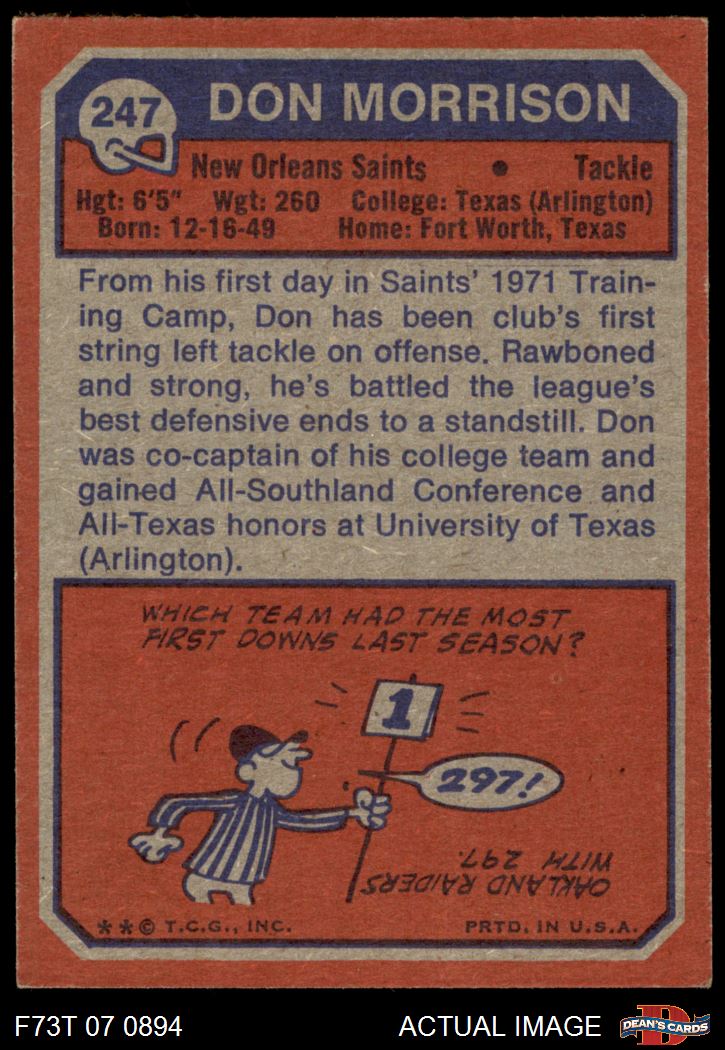 247
DON MORRISON
New Orleans Saints • Tackle
Hgt: 6'5" Wgt: 260 College: Texas (Arlington)
Born: 12-16-49 Home: Fort Worth, Texas
From his first day in Saints' 1971 Train-
ing Camp, Don has been club's first
string left tackle on offense. Rawboned
and strong, he's battled the league's
best defensive ends to a standstill. Don
was co-captain of his college team and
gained All-Southland Conference and
All-Texas honors at University of Texas
(Arlington).
WHICH TEAM HAD THE MOST
FIRST DOWNS LAST SEASON?
1
297!
OAKLAND RAIDERS
WITH 297.
**© T.C.G., INC. PRTD. IN U.S.A.
F73T 07 0894 ACTUAL IMAGE
D
DEAN'S CARDS